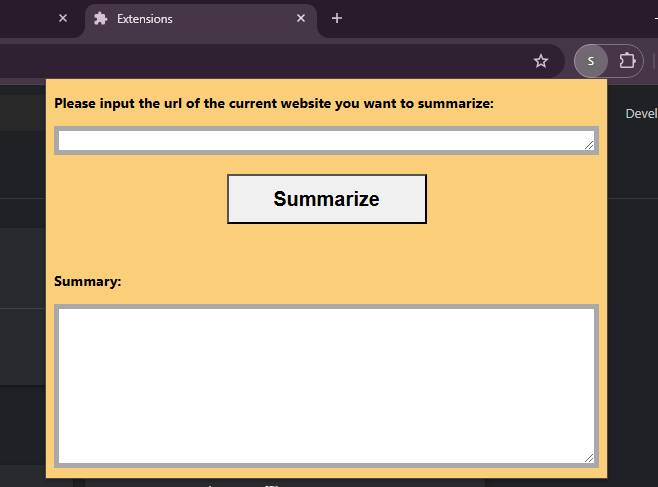 Extensions
S
Please input the url of the current website you want to summarize:
Devel
Summarize
Summary: